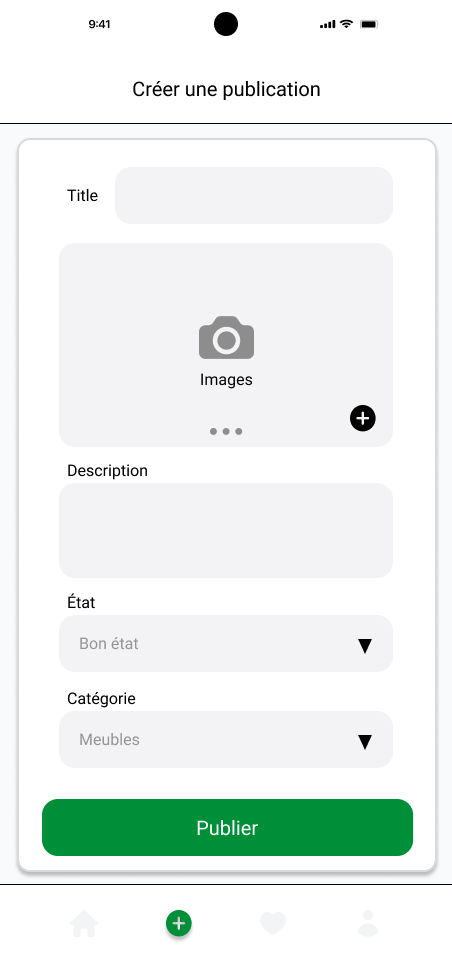 9:41
Créer une publication
Title
Images
Description
État
Bon état
Catégorie
Meubles
Publier